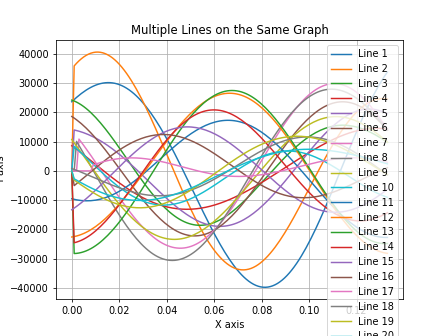 Multiple Lines on the Same Graph
40000
30000
20000
10000
0
−10000
−20000
−30000
−40000
0.00
0.02
0.04
0.06
0.08
0.10
X axis
Line 1
Line 2
Line 3
Line 4
Line 5
Line 6
Line 7
Line 8
Line 9
Line 10
Line 11
Line 12
Line 13
Line 14
Line 15
Line 16
Line 17
Line 18
Line 19
Line 20